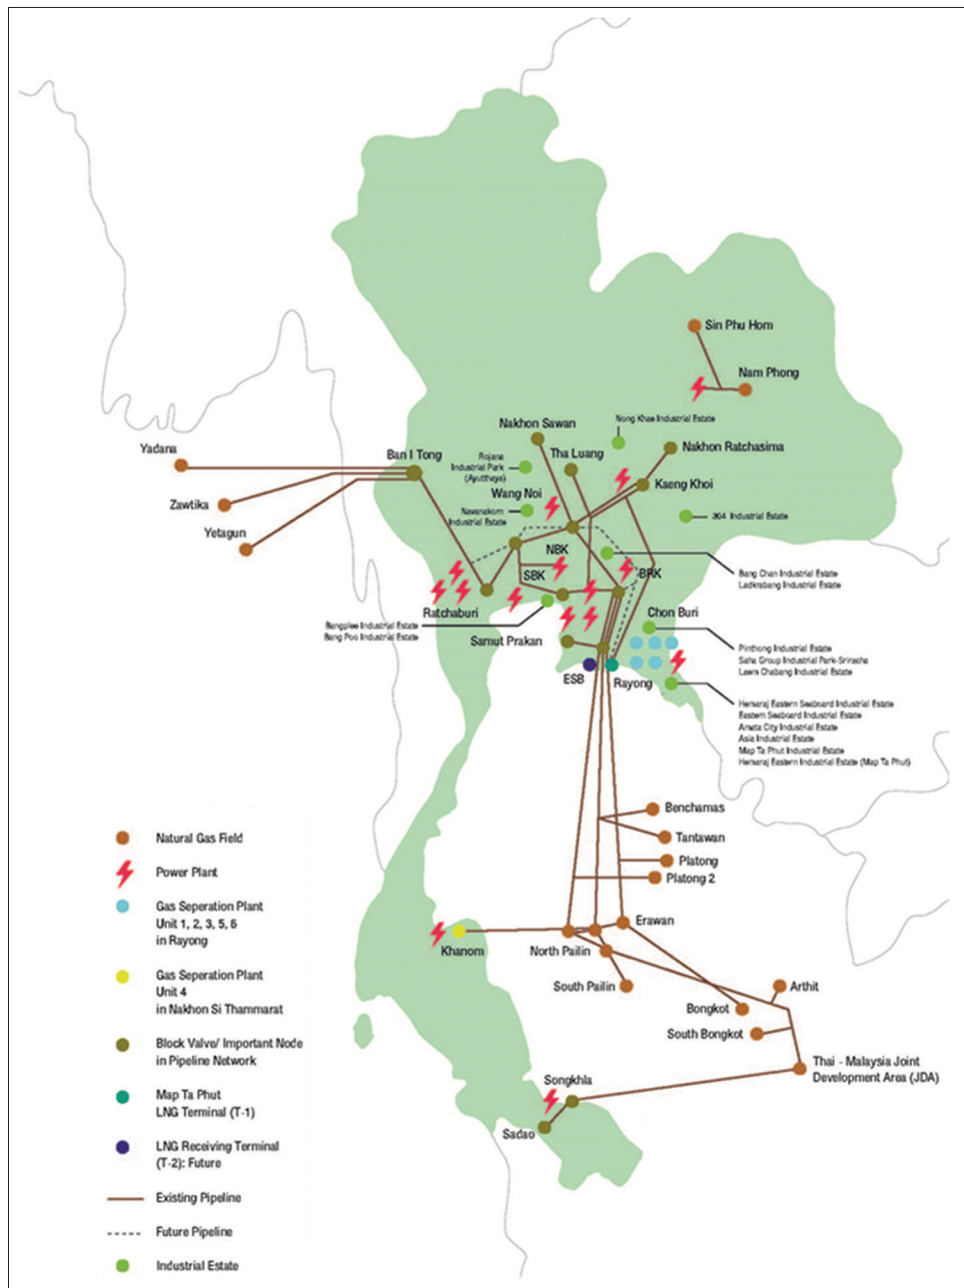 Sin Phu Hom
Nam Phong
Nong Khae Industrial Estate
Nakhon Sawan
Nakhon Ratchasima
Yadana
Ban I Tong
Rojana
Industrial Park
(Ayutthaya)
Tha Luang
Kaeng Khoi
Zawtika
Wang Noi
Navanakorn
Industrial Estate
304 Industrial Estate
Yetagun
NBK
SBK
BRK
Bang Chan Industrial Estate
Ladkrabang Industrial Estate
Ratchaburi
Chon Buri
Bangplee Industrial Estate
Bang Poo Industrial Estate
Samut Prakan
Pinthong Industrial Estate
Saha Group Industrial Park-Sriracha
Laem Chabang Industrial Estate
ESB
Rayong
Hemaraj Eastern Seaboard Industrial Estate
Eastern Seaboard Industrial Estate
Amata City Industrial Estate
Asia Industrial Estate
Map Ta Phut Industrial Estate
Hemaraj Eastern Industrial Estate (Map Ta Phut)
Benchamas
Tantawan
Platong
Platong 2
Erawan
Khanom
North Pailin
South Pailin
Arthit
Bongkot
South Bongkot
Thai - Malaysia Joint
Development Area (JDA)
Songkhla
Sadao
Natural Gas Field
Power Plant
Gas Seperation Plant
Unit 1, 2, 3, 5, 6
in Rayong
Gas Seperation Plant
Unit 4
in Nakhon Si Thammarat
Block Valve/ Important Node
in Pipeline Network
Map Ta Phut
LNG Terminal (T-1)
LNG Receiving Terminal
(T-2): Future
Existing Pipeline
Future Pipeline
Industrial Estate